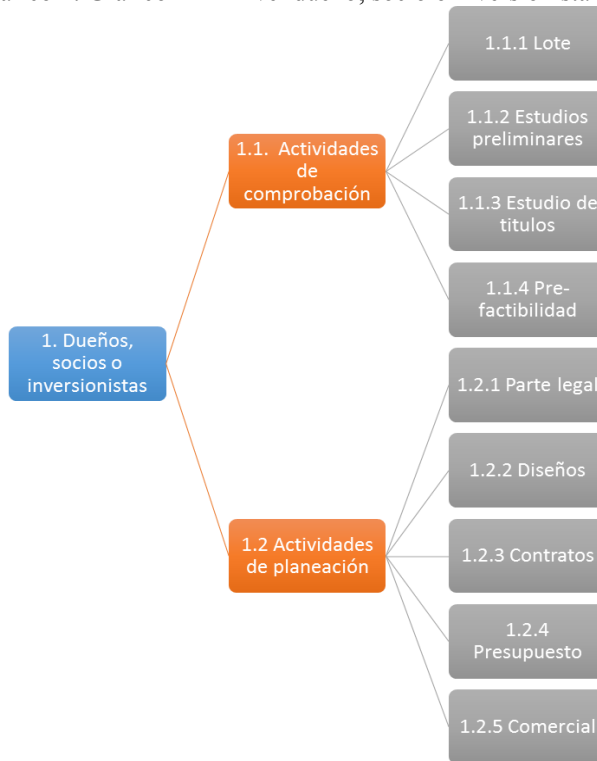 1.1.1 Lote
1.1.2 Estudios
preliminares
1.1. Actividades
de
comprobación
1.1.3 Estudio de
titulos
1.1.4 Pre-
factibilidad
1. Dueños,
socios o
inversionistas
1.2.1 Parte legal
1.2.2 Diseños
1.2 Actividades
de planeación
1.2.3 Contratos
1.2.4
Presupuesto
1.2.5 Comercial